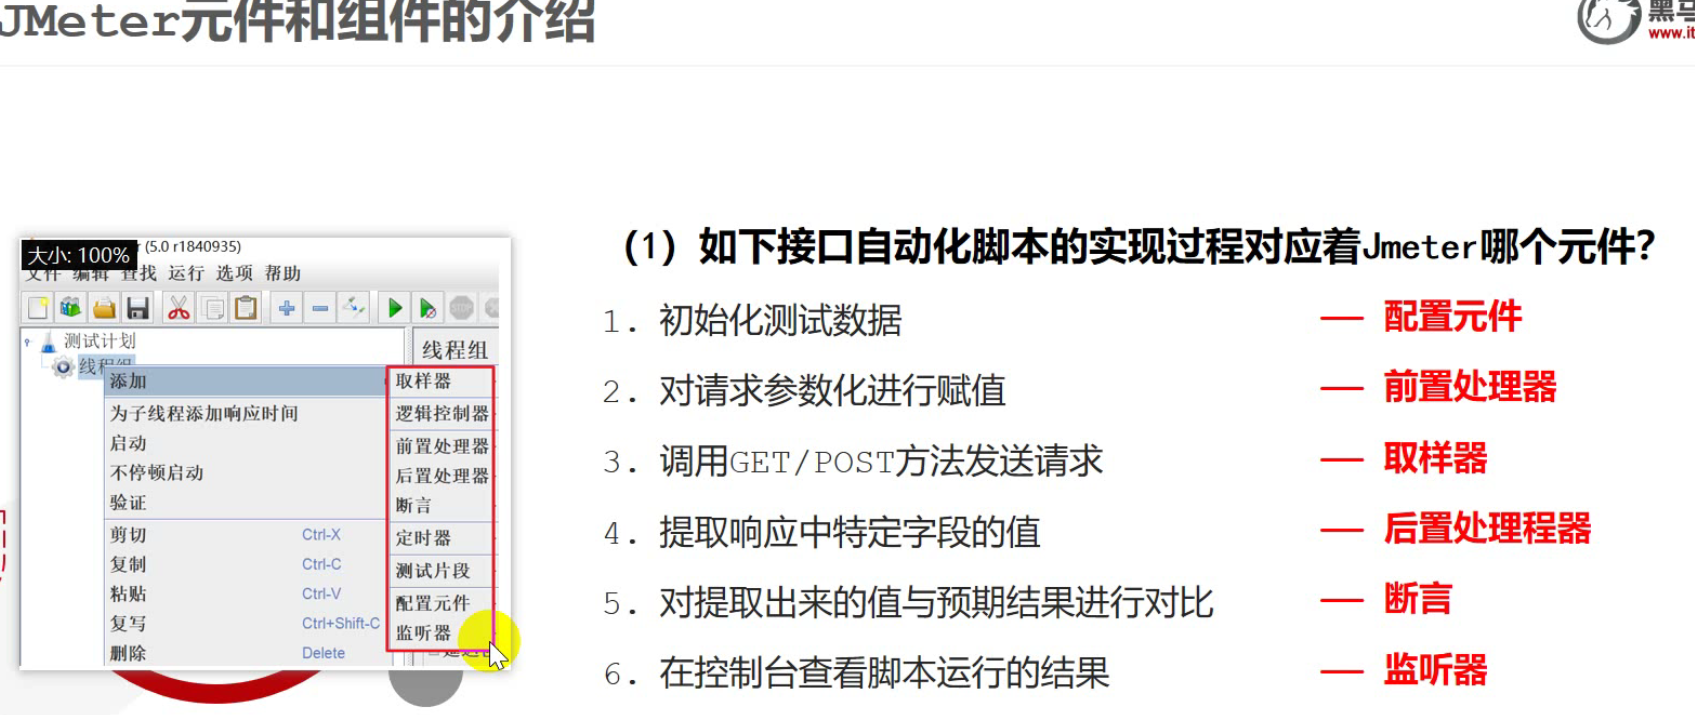 JMeter元件和组件的介绍
黑马
www.it
大小: 100%
(5.0 r1840935)
文件 编辑 查找 运行 选项 帮助
测试计划
线程组
线程组
添加
为子线程添加响应时间
启动
不停顿启动
验证
剪切 Ctrl-X
复制 Ctrl-C
粘贴 Ctrl-V
复写 Ctrl+Shift-C
删除 Delete
取样器
逻辑控制器
前置处理器
后置处理器
断言
定时器
测试片段
配置元件
监听器
（1）如下接口自动化脚本的实现过程对应着Jmeter哪个元件？
1. 初始化测试数据 — 配置元件
2. 对请求参数化进行赋值 — 前置处理器
3. 调用GET/POST方法发送请求 — 取样器
4. 提取响应中特定字段的值 — 后置处理程器
5. 对提取出来的值与预期结果进行对比 — 断言
6. 在控制台查看脚本运行的结果 — 监听器